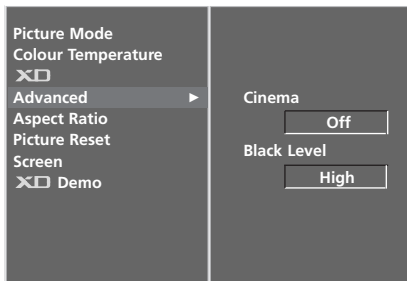 Picture Mode
Colour Temperature
XD
Advanced ►
Aspect Ratio
Picture Reset
Screen
XD Demo
Cinema
Off
Black Level
High